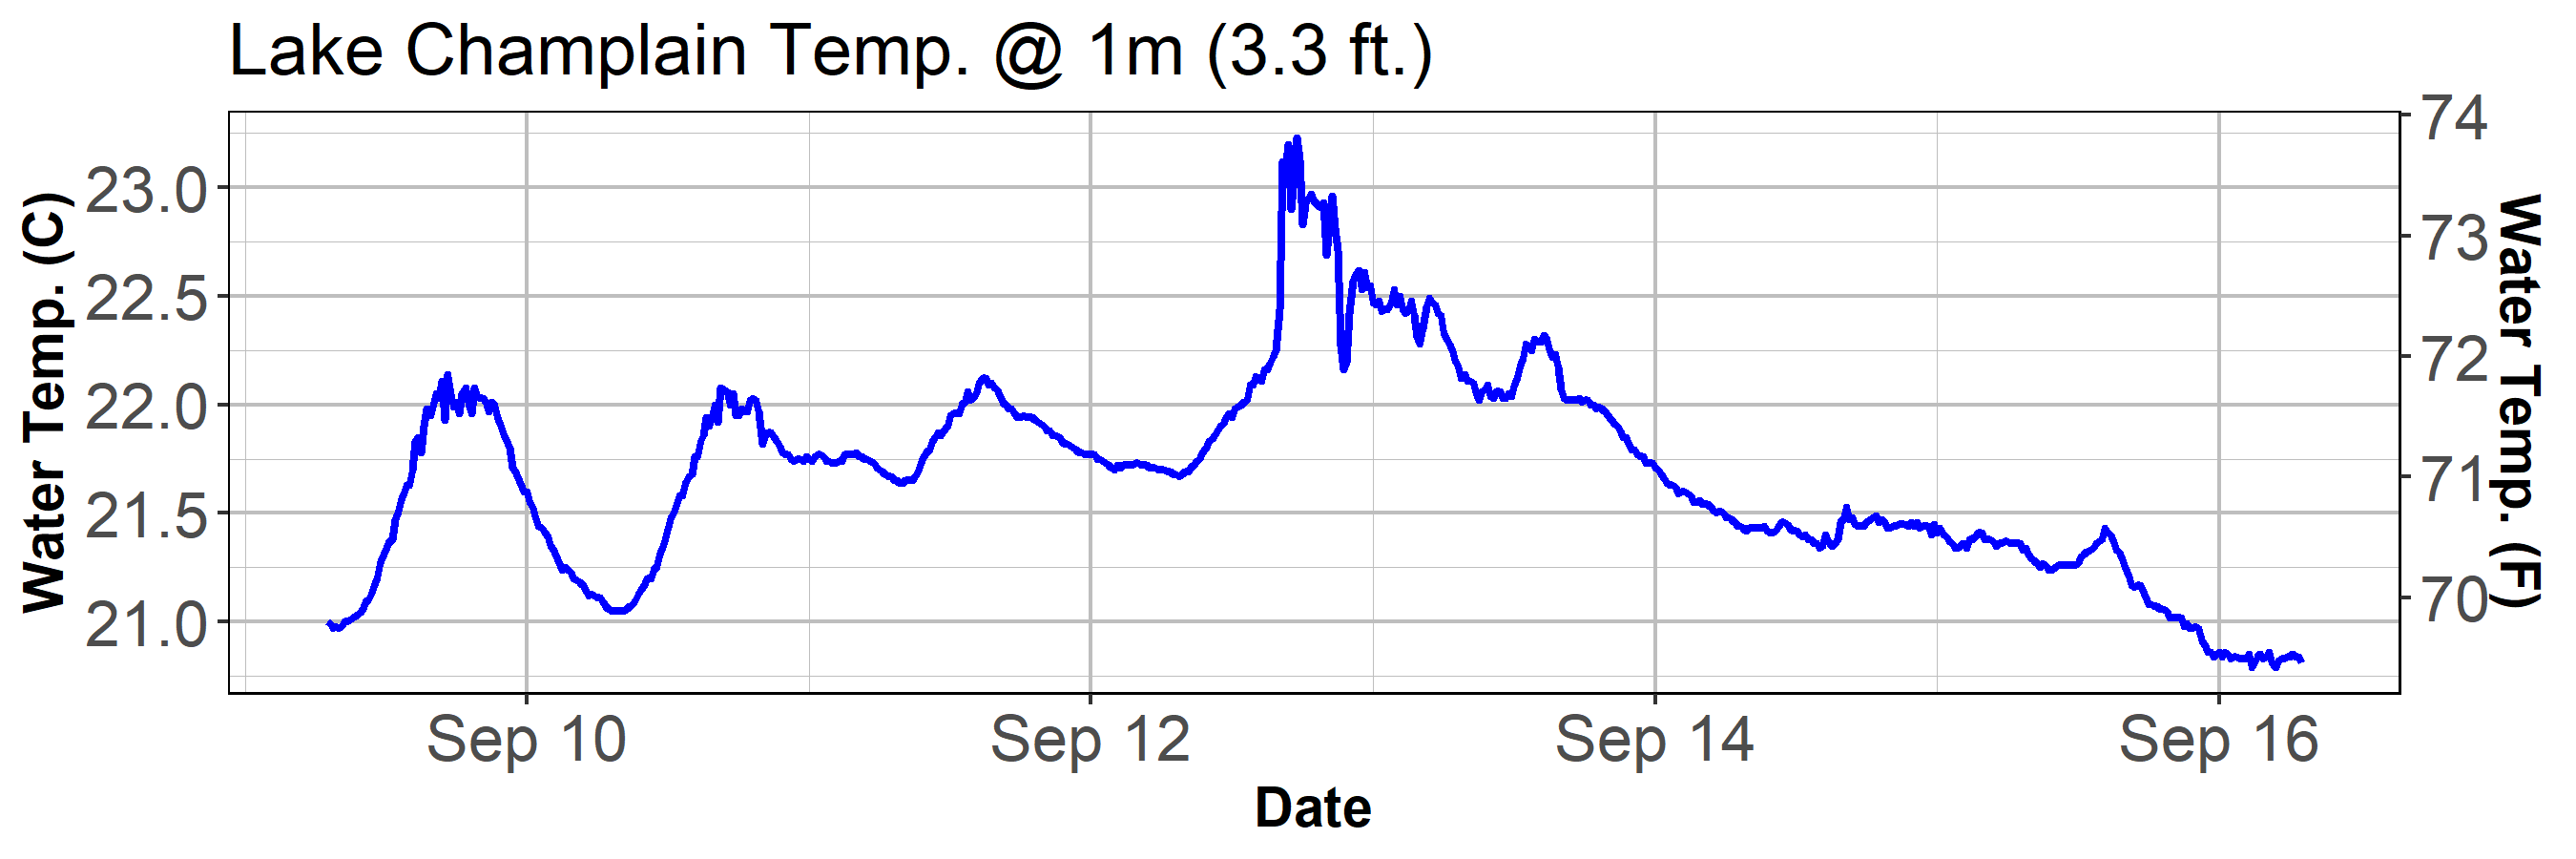 Lake Champlain Temp. @ 1m (3.3 ft.)
Water Temp. (C)
23.0
22.5
22.0
21.5
21.0
74
73
72
71
70
Water Temp. (F)
Sep 10
Sep 12
Sep 14
Sep 16
Date